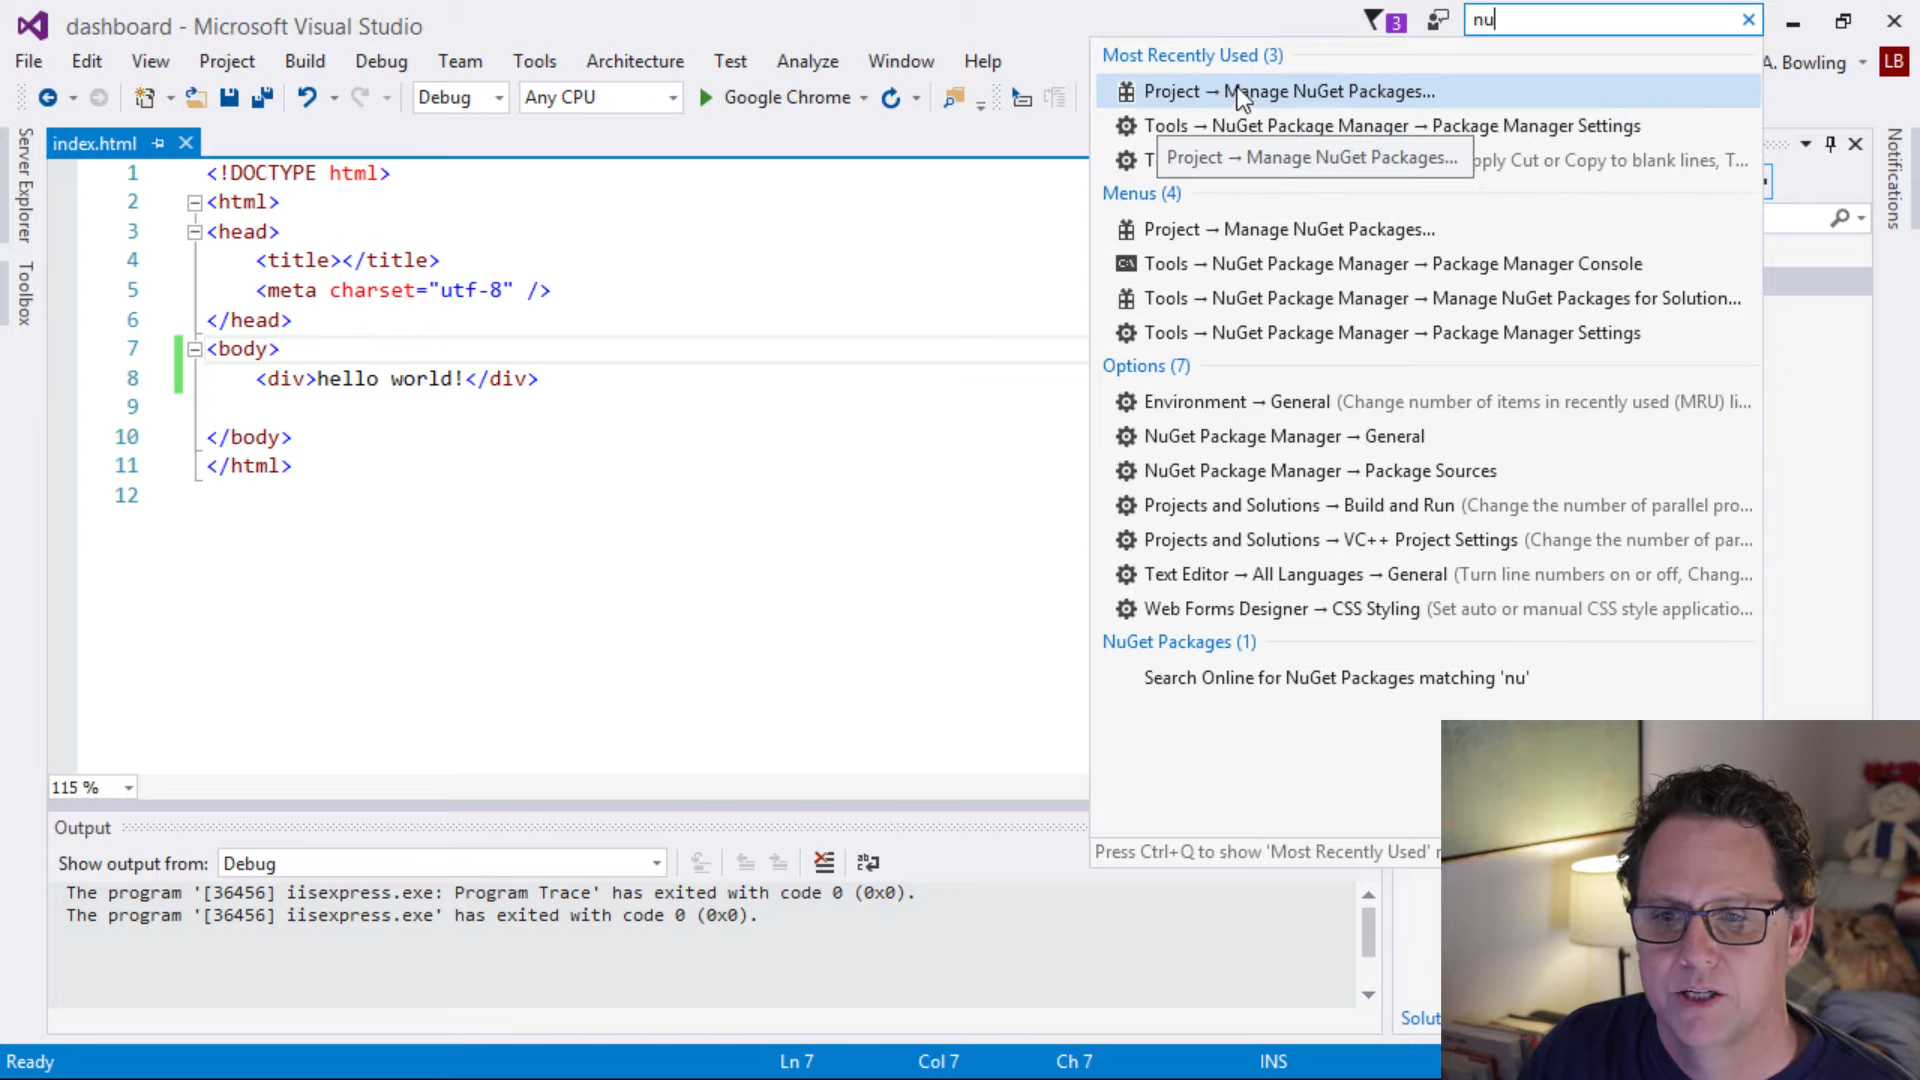 dashboard - Microsoft Visual Studio
3
nu
File Edit View Project Build Debug Team Tools Architecture Test Analyze Window Help
A. Bowling
LB
Debug
Any CPU
Google Chrome
Server Explorer
Toolbox
Notifications
index.html
1 <!DOCTYPE html>
2 <html>
3 <head>
4 <title></title>
5 <meta charset="utf-8" />
6 </head>
7 <body>
8 <div>hello world!</div>
9
10 </body>
11 </html>
12
Most Recently Used (3)
Project → Manage NuGet Packages...
Tools → NuGet Package Manager → Package Manager Settings
Project → Manage NuGet Packages...
pply Cut or Copy to blank lines, T...
Menus (4)
Project → Manage NuGet Packages...
Tools → NuGet Package Manager → Package Manager Console
Tools → NuGet Package Manager → Manage NuGet Packages for Solution...
Tools → NuGet Package Manager → Package Manager Settings
Options (7)
Environment → General (Change number of items in recently used (MRU) li...
NuGet Package Manager → General
NuGet Package Manager → Package Sources
Projects and Solutions → Build and Run (Change the number of parallel pro...
Projects and Solutions → VC++ Project Settings (Change the number of par...
Text Editor → All Languages → General (Turn line numbers on or off, Chang...
Web Forms Designer → CSS Styling (Set auto or manual CSS style applicatio...
NuGet Packages (1)
Search Online for NuGet Packages matching 'nu'
Press Ctrl+Q to show 'Most Recently Used'
115 %
Output
Show output from: Debug
The program '[36456] iisexpress.exe: Program Trace' has exited with code 0 (0x0).
The program '[36456] iisexpress.exe' has exited with code 0 (0x0).
Solut
Ready
Ln 7
Col 7
Ch 7
INS